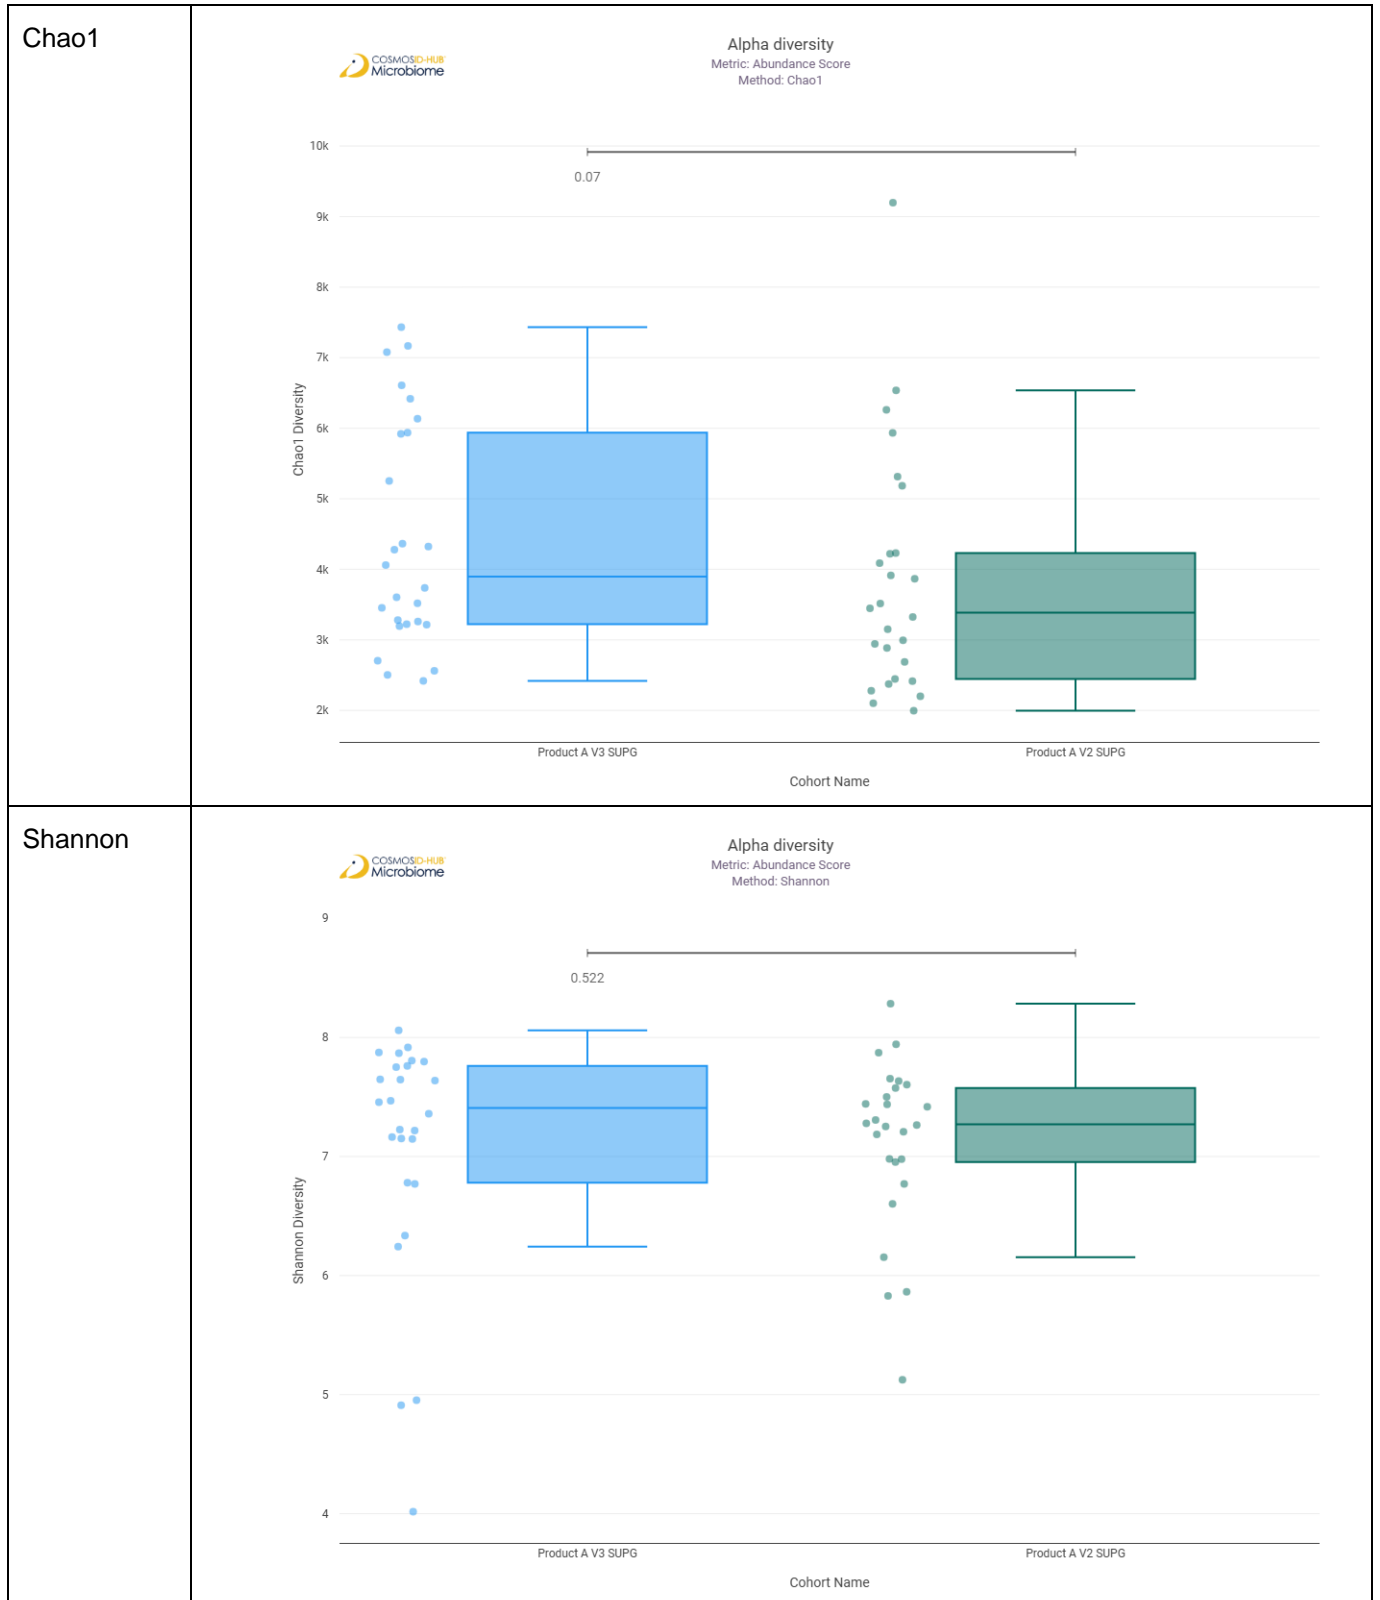 Chao1
COSMOSID-HUB
Microbiome
Alpha diversity
Metric: Abundance Score
Method: Chao1
10k
0.07
9k
8k
7k
6k
5k
4k
3k
2k
Chao1 Diversity
Product A V3 SUPG
Product A V2 SUPG
Cohort Name
Shannon
COSMOSID-HUB
Microbiome
Alpha diversity
Metric: Abundance Score
Method: Shannon
9
0.522
8
7
6
5
4
Shannon Diversity
Product A V3 SUPG
Product A V2 SUPG
Cohort Name